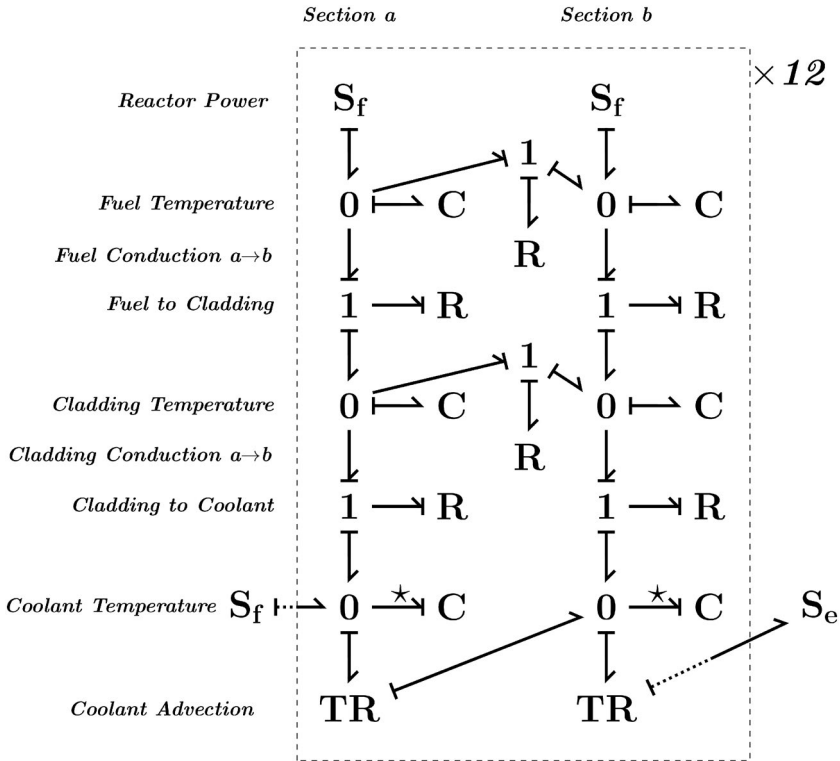 Section a Section b
× 12
Reactor Power S_f S_f
1
Fuel Temperature 0 C 0 C
Fuel Conduction a→b R
Fuel to Cladding 1 R 1 R
1
Cladding Temperature 0 C 0 C
Cladding Conduction a→b R
Cladding to Coolant 1 R 1 R
⋆ ⋆
Coolant Temperature S_f 0 C 0 C S_e
Coolant Advection TR TR